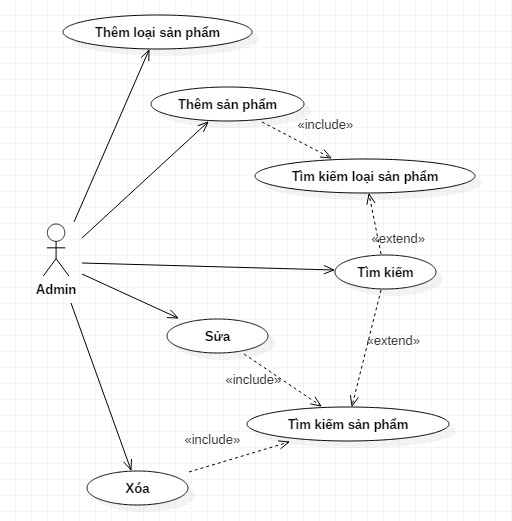 Thêm loại sản phẩm
Thêm sản phẩm
«include»
Tìm kiếm loại sản phẩm
«extend»
Tìm kiếm
Admin
Sửa
«extend»
«include»
Tìm kiếm sản phẩm
«include»
Xóa